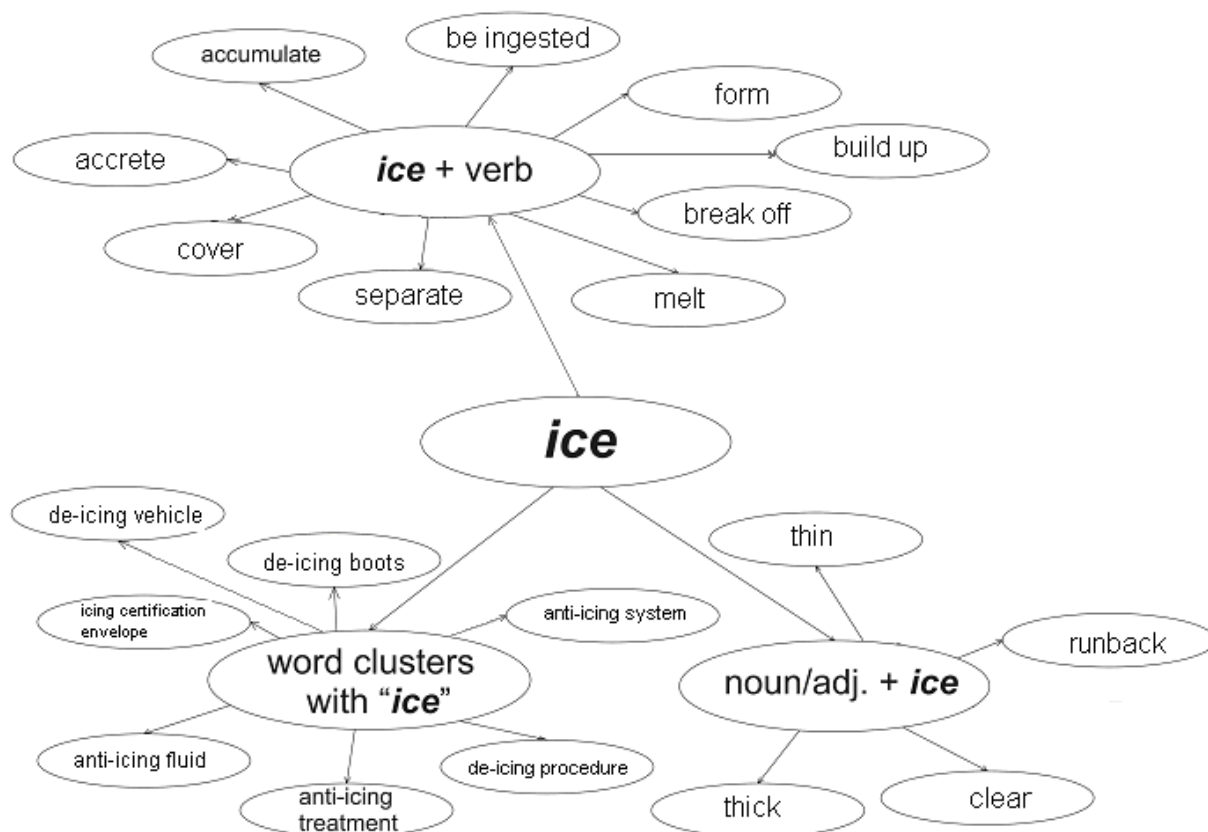 accumulate
be ingested
form
build up
accrete
ice + verb
break off
cover
separate
melt
ice
de-icing vehicle
thin
de-icing boots
icing certification
envelope
anti-icing system
runback
word clusters
with “ice”
noun/adj. + ice
anti-icing fluid
de-icing procedure
anti-icing
treatment
thick
clear